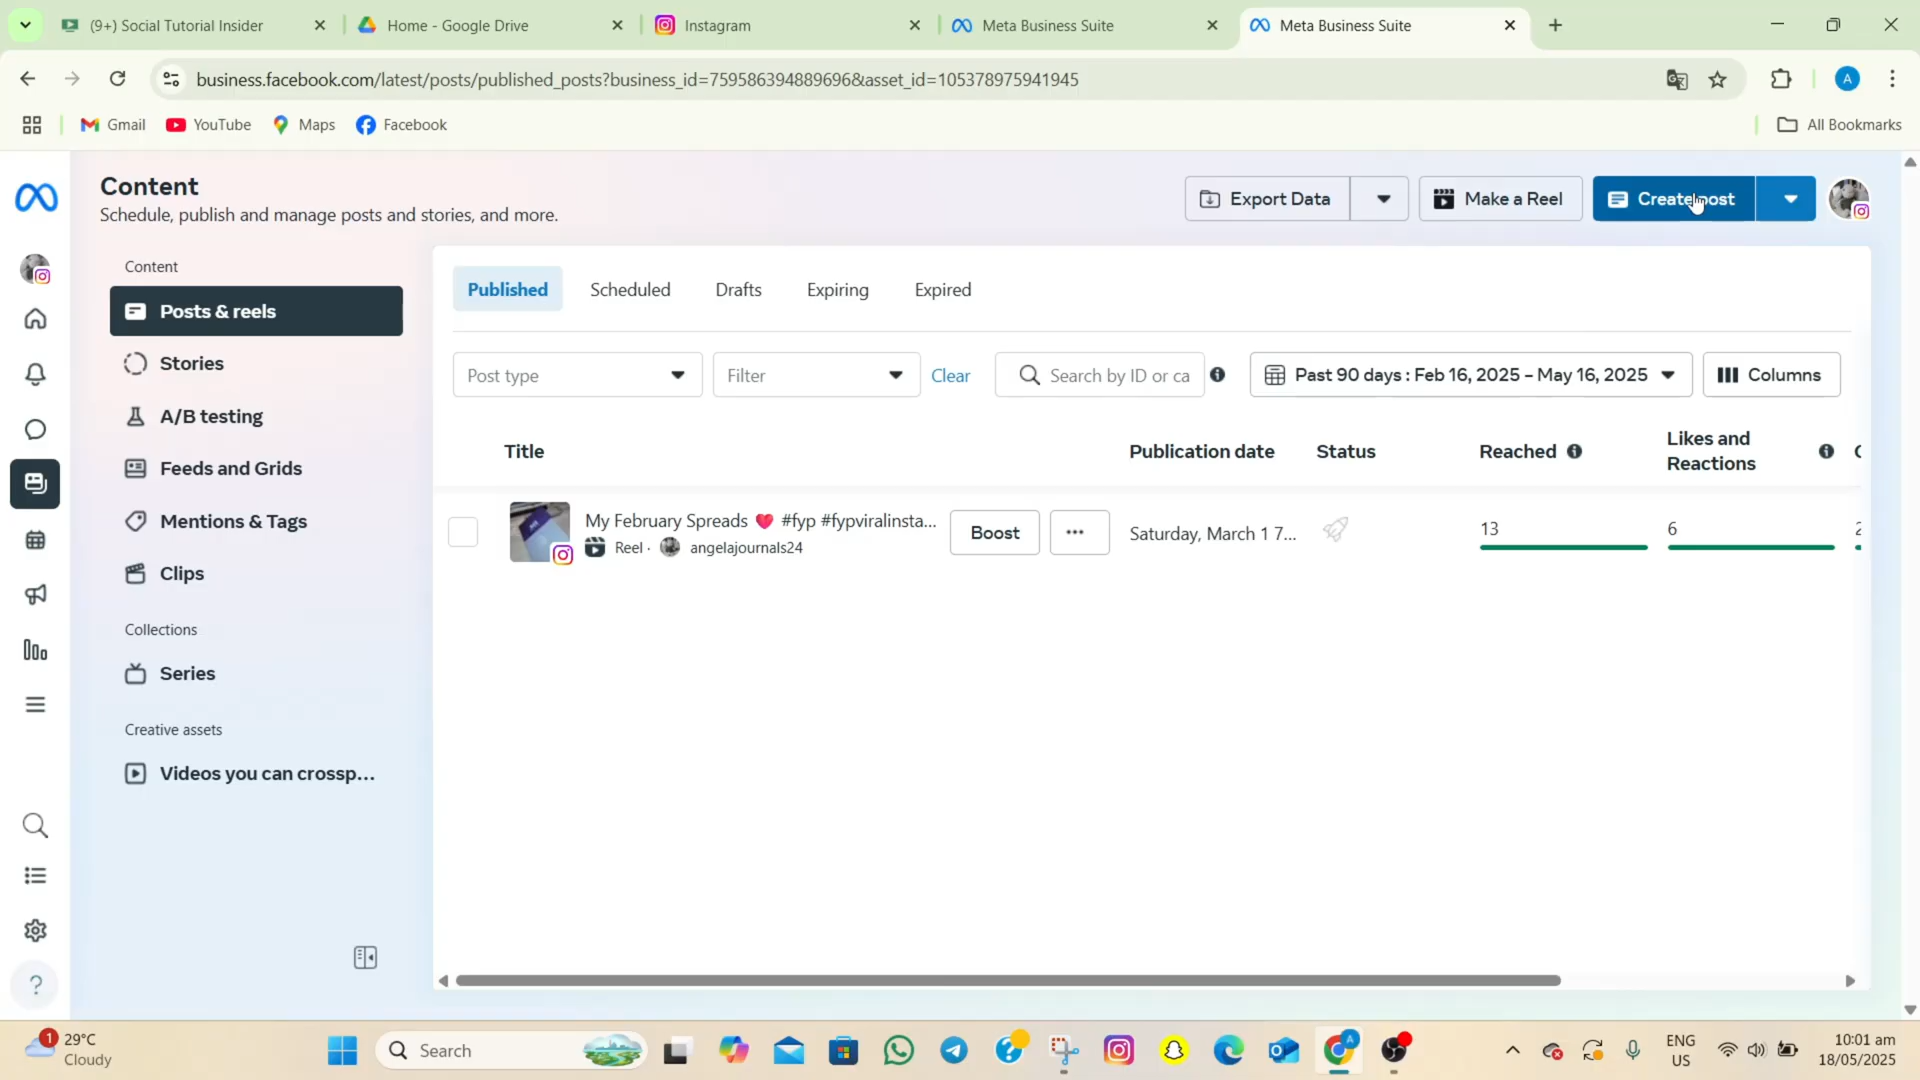 (9+) Social Tutorial Insider
Home - Google Drive
Instagram
Meta Business Suite
Meta Business Suite
business.facebook.com/latest/posts/published_posts?business_id=759586394889696&asset_id=105378975941945
A
Gmail
YouTube
Maps
Facebook
All Bookmarks
Content
Schedule, publish and manage posts and stories, and more.
Export Data
Make a Reel
Create post
Content
Posts & reels
Stories
A/B testing
Feeds and Grids
Mentions & Tags
Clips
Collections
Series
Creative assets
Videos you can crossp...
Published
Scheduled
Drafts
Expiring
Expired
Post type
Filter
Clear
Search by ID or ca
Past 90 days : Feb 16, 2025 – May 16, 2025
Columns
Title
Publication date
Status
Reached
Likes and
Reactions
My February Spreads ❤️ #fyp #fypviralinsta...
Reel · angelajournals24
Boost
...
Saturday, March 1 7...
13
6
1
29°C
Cloudy
Search
ENG
US
10:01 am
18/05/2025